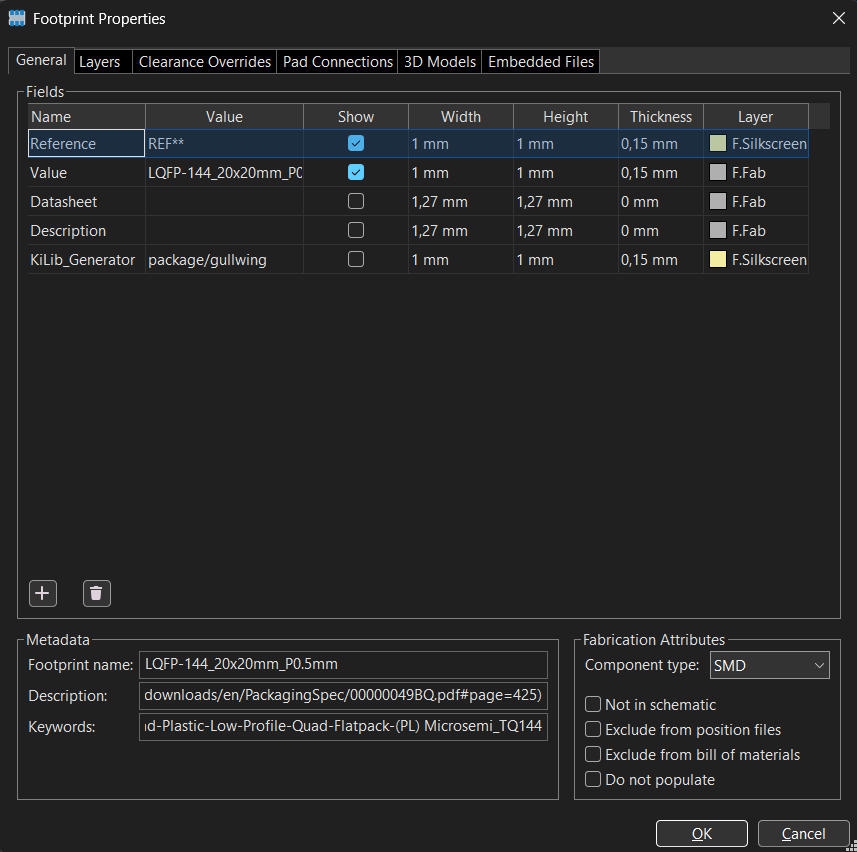 Footprint Properties
General Layers Clearance Overrides Pad Connections 3D Models Embedded Files
Fields
Name Value Show Width Height Thickness Layer
Reference REF** 1 mm 1 mm 0,15 mm F.Silkscreen
Value LQFP-144_20x20mm_P0 1 mm 1 mm 0,15 mm F.Fab
Datasheet 1,27 mm 1,27 mm 0 mm F.Fab
Description 1,27 mm 1,27 mm 0 mm F.Fab
KiLib_Generator package/gullwing 1 mm 1 mm 0,15 mm F.Silkscreen
Metadata
Footprint name: LQFP-144_20x20mm_P0.5mm
Description: downloads/en/PackagingSpec/00000049BQ.pdf#page=425)
Keywords: nd-Plastic-Low-Profile-Quad-Flatpack-(PL) Microsemi_TQ144
Fabrication Attributes
Component type: SMD
Not in schematic
Exclude from position files
Exclude from bill of materials
Do not populate
OK Cancel